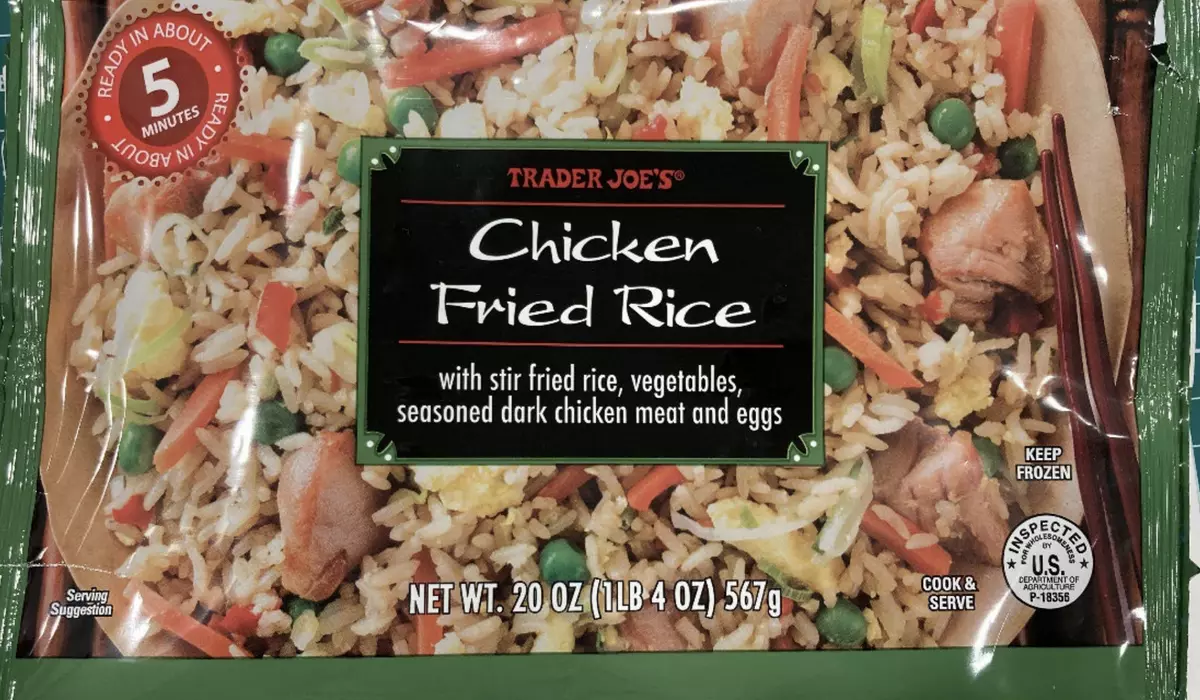 READY IN ABOUT
5
MINUTES
READY IN ABOUT
TRADER JOE'S®
Chicken
Fried Rice
with stir fried rice, vegetables,
seasoned dark chicken meat and eggs
KEEP
FROZEN
INSPECTED
FOR WHOLESOMENESS
BY
U.S.
DEPARTMENT OF
AGRICULTURE
P-18356
COOK &
SERVE
Serving
Suggestion
NET WT. 20 OZ (1LB 4 OZ) 567g